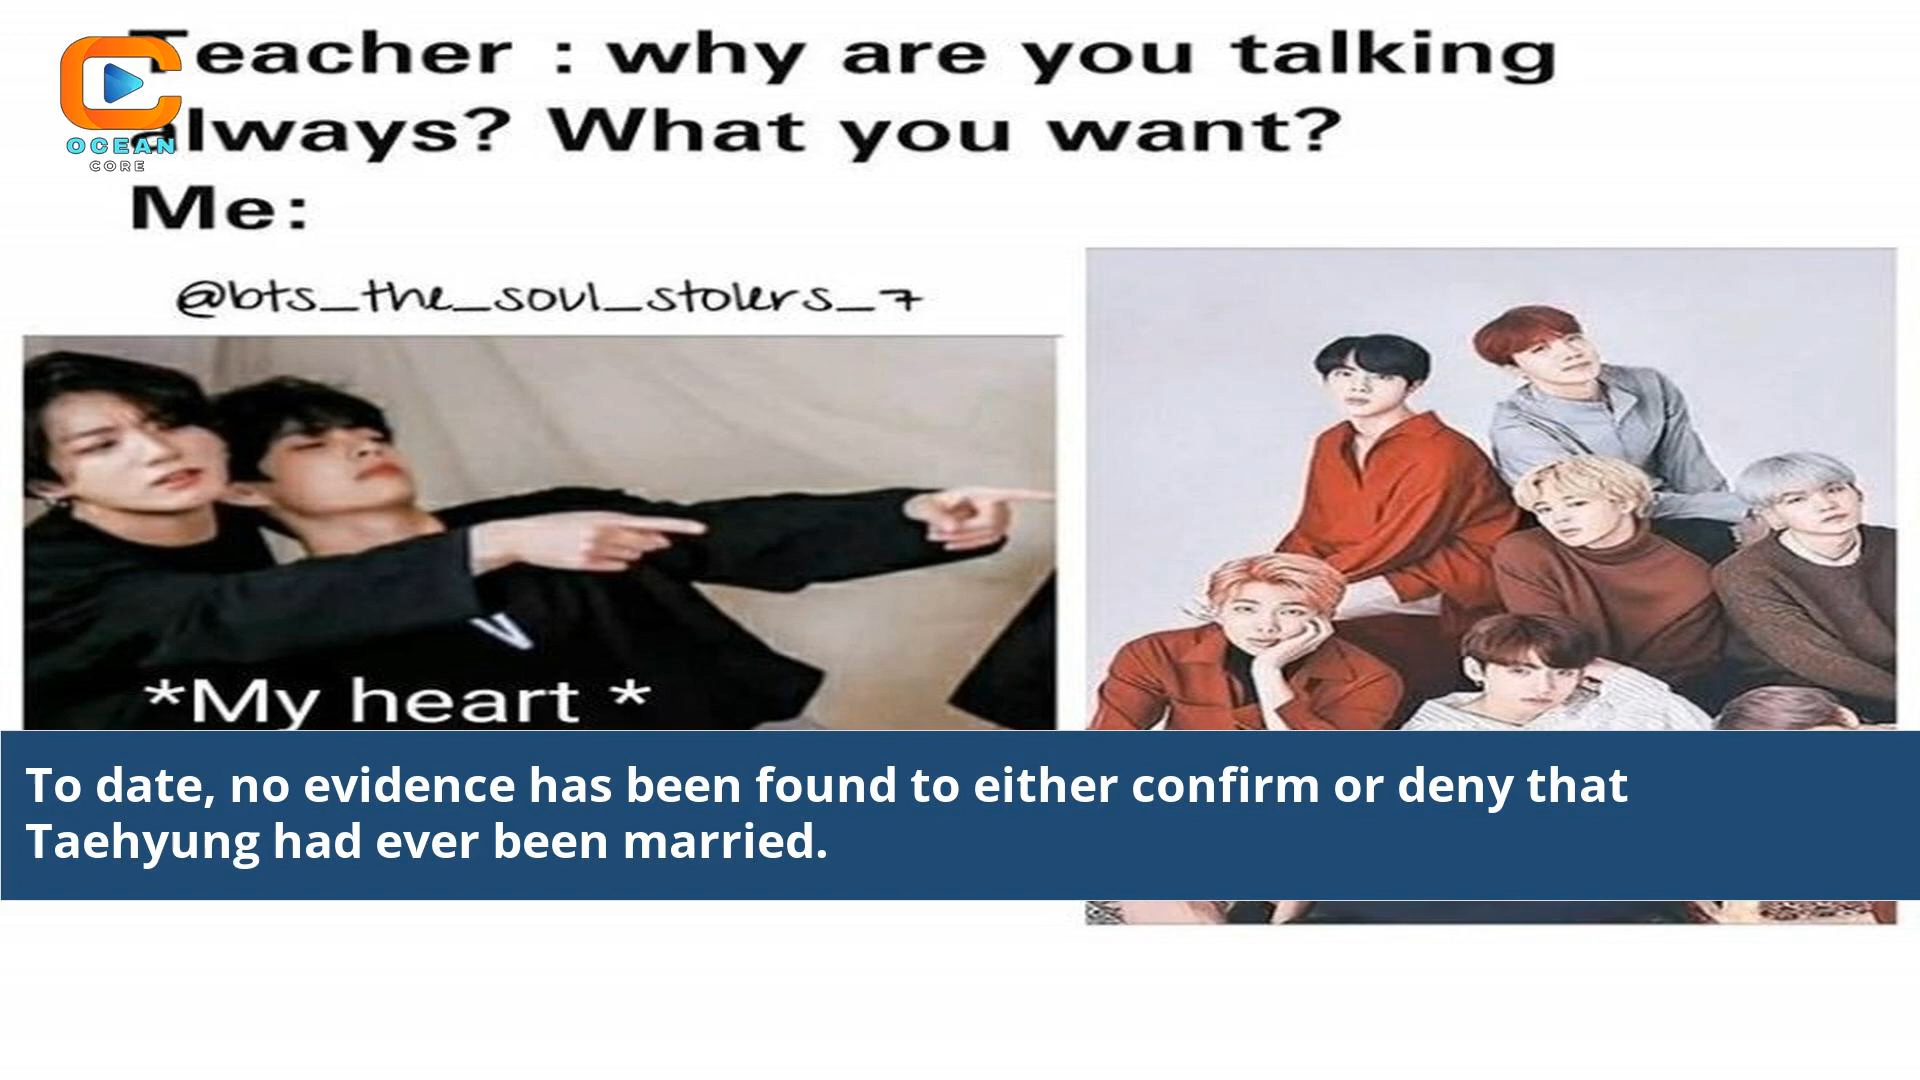 Teacher : why are you talking
always? What you want?
Me:
OCEAN
CORE
@bts_the_soul_stolers_7
*My heart *
To date, no evidence has been found to either confirm or deny that
Taehyung had ever been married.